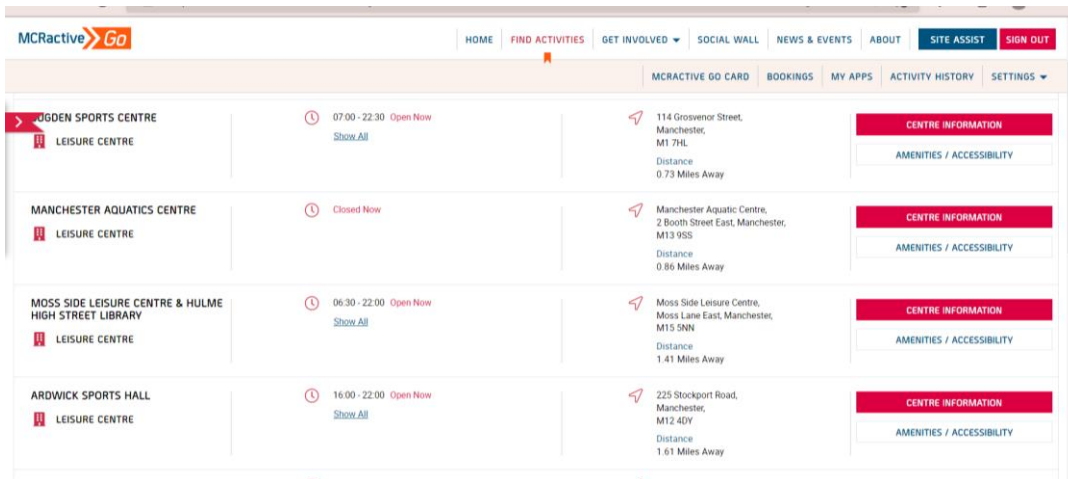 MCRactive Go
HOME FIND ACTIVITIES GET INVOLVED SOCIAL WALL NEWS & EVENTS ABOUT SITE ASSIST SIGN OUT
MCRACTIVE GO CARD BOOKINGS MY APPS ACTIVITY HISTORY SETTINGS
SPORTS CENTRE
LEISURE CENTRE
07:00 - 22:30 Open Now
Show All
114 Grosvenor Street,
Manchester,
M1 7HL
Distance
0.73 Miles Away
CENTRE INFORMATION
AMENITIES / ACCESSIBILITY
MANCHESTER AQUATICS CENTRE
LEISURE CENTRE
Closed Now
Manchester Aquatic Centre,
2 Booth Street East, Manchester,
M13 9SS
Distance
0.86 Miles Away
CENTRE INFORMATION
AMENITIES / ACCESSIBILITY
MOSS SIDE LEISURE CENTRE & HULME
HIGH STREET LIBRARY
LEISURE CENTRE
06:30 - 22:00 Open Now
Show All
Moss Side Leisure Centre,
Moss Lane East, Manchester,
M15 5NN
Distance
1.41 Miles Away
CENTRE INFORMATION
AMENITIES / ACCESSIBILITY
ARDWICK SPORTS HALL
LEISURE CENTRE
16:00 - 22:00 Open Now
Show All
225 Stockport Road,
Manchester,
M12 4DY
Distance
1.61 Miles Away
CENTRE INFORMATION
AMENITIES / ACCESSIBILITY